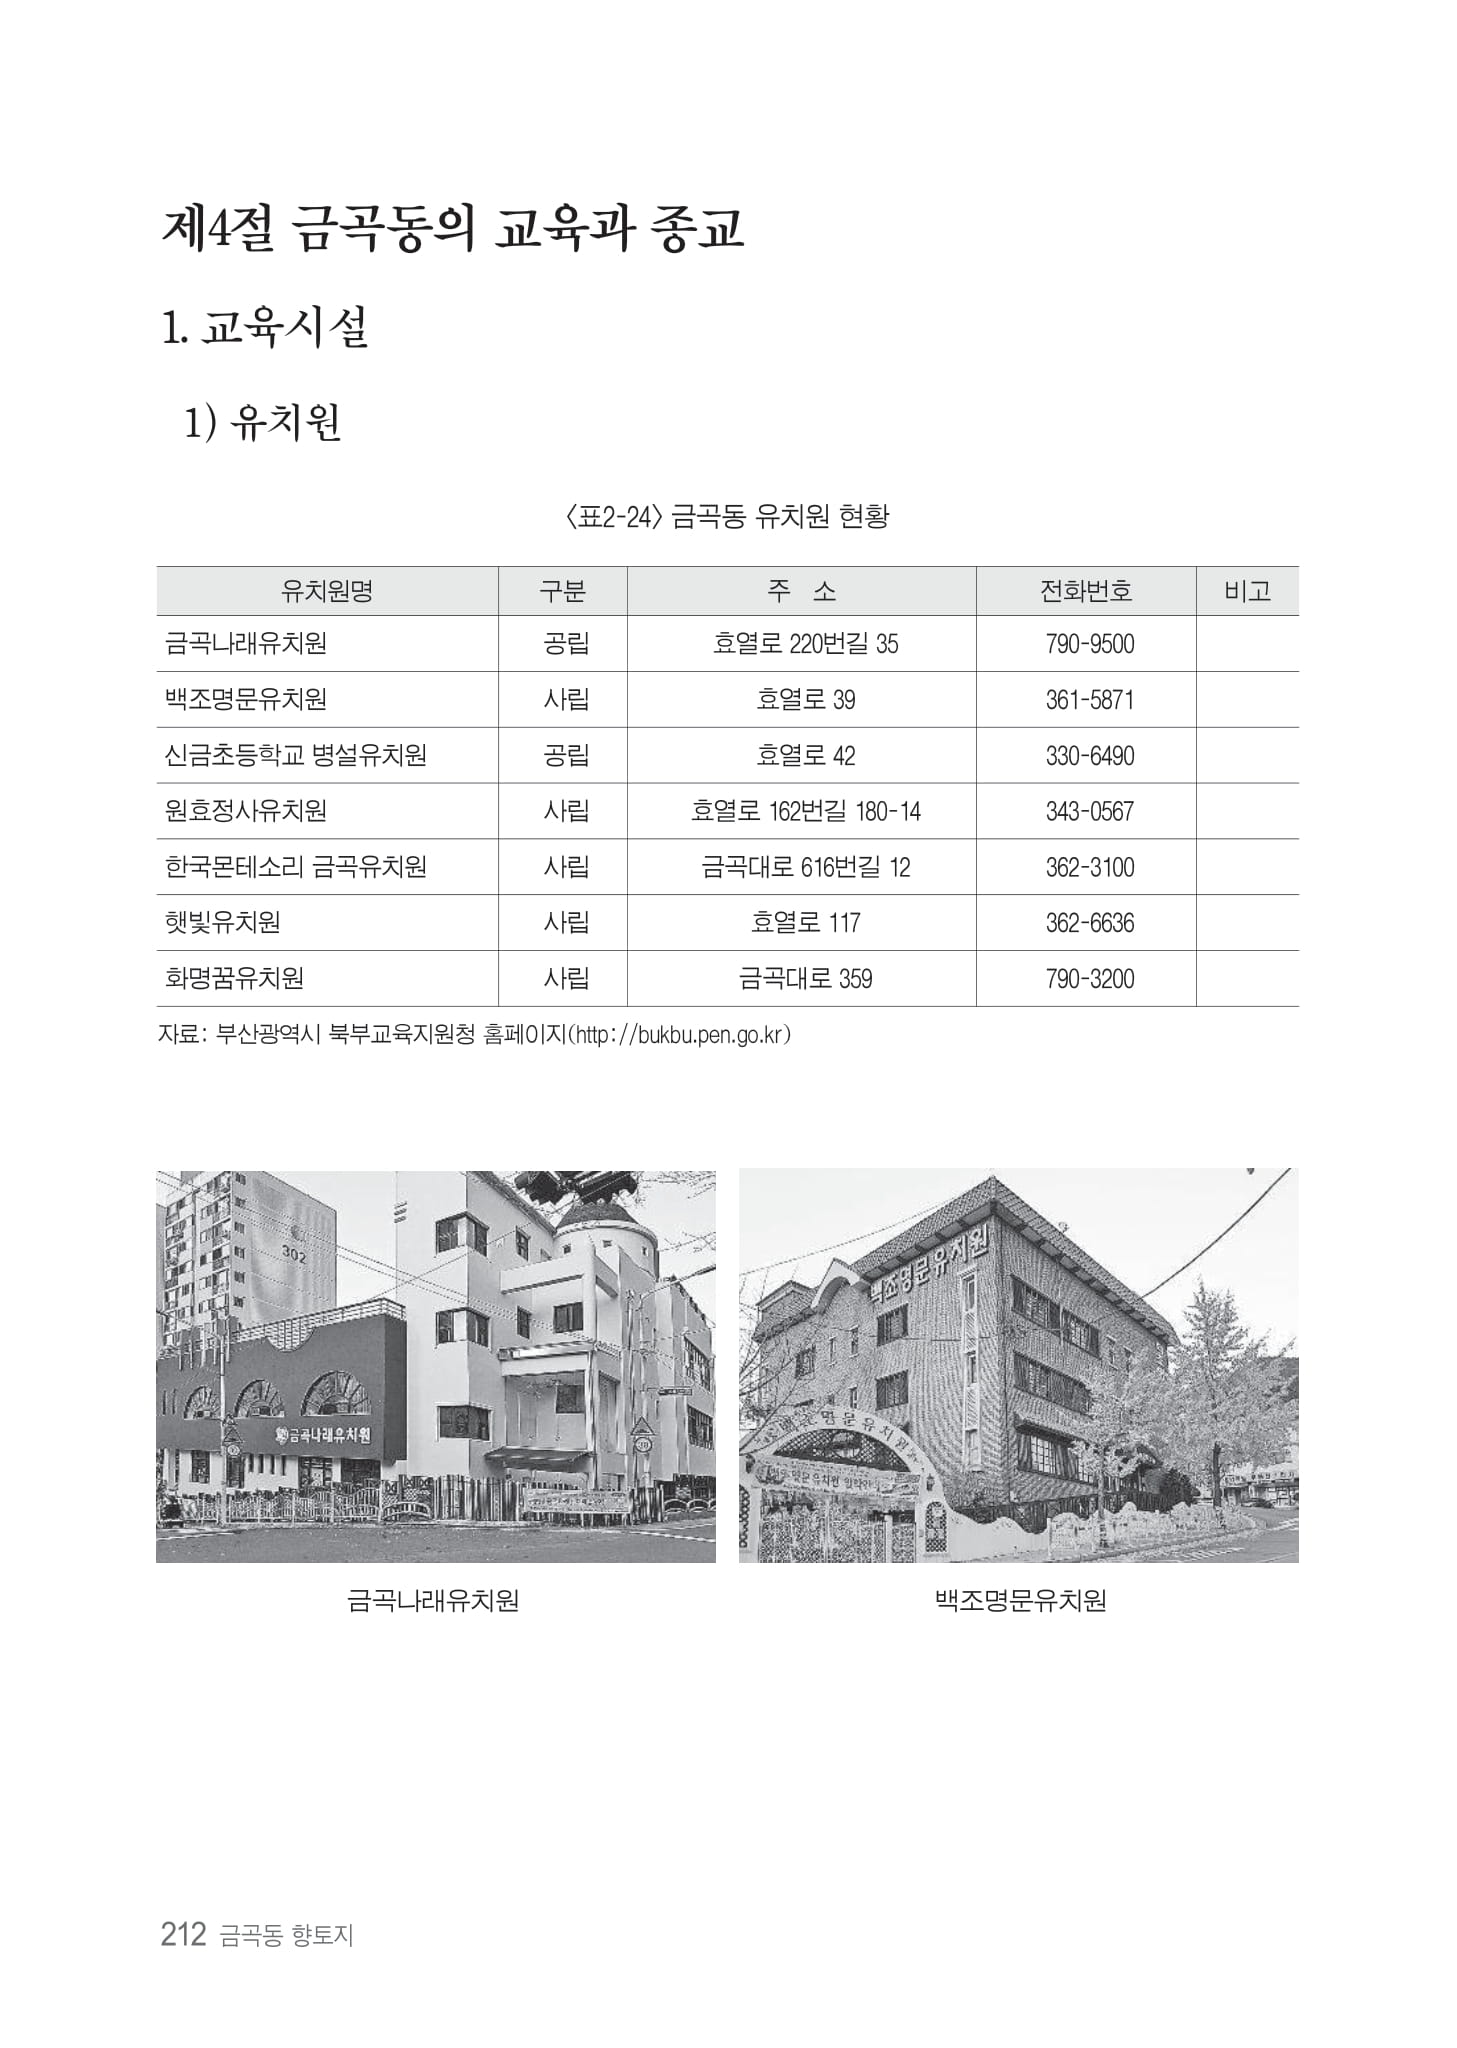 제4절 금곡동의 교육과 종교
1. 교육시설
1) 유치원
〈표2-24〉 금곡동 유치원 현황
유치원명 구분 주 소 전화번호 비고
금곡나래유치원 공립 효열로 220번길 35 790-9500
백조명문유치원 사립 효열로 39 361-5871
신금초등학교 병설유치원 공립 효열로 42 330-6490
원효정사유치원 사립 효열로 162번길 180-14 343-0567
한국몬테소리 금곡유치원 사립 금곡대로 616번길 12 362-3100
햇빛유치원 사립 효열로 117 362-6636
화명꿈유치원 사립 금곡대로 359 790-3200
자료: 부산광역시 북부교육지원청 홈페이지(http://bukbu.pen.go.kr)
302
금곡나래유치원
백조명문유치원
백조명문유치원
금곡나래유치원
백조명문유치원
212 금곡동 향토지